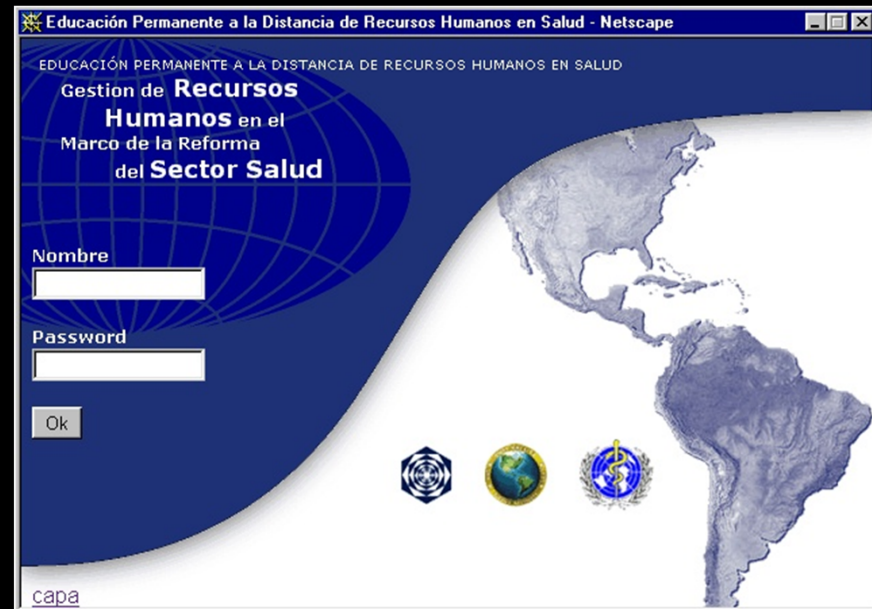 Educación Permanente a la Distancia de Recursos Humanos en Salud - Netscape
EDUCACIÓN PERMANENTE A LA DISTANCIA DE RECURSOS HUMANOS EN SALUD
Gestion de Recursos
Humanos en el
Marco de la Reforma
del Sector Salud
Nombre
Password
Ok
capa